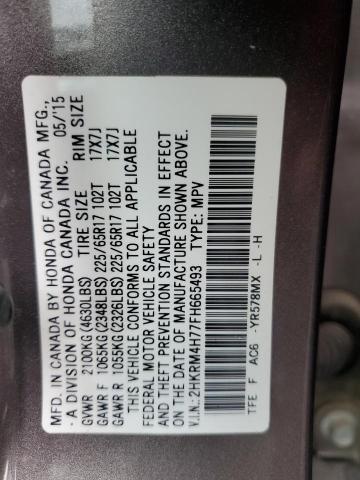 MFD. IN CANADA BY HONDA OF CANADA MFG.,
- A DIVISION OF HONDA CANADA INC. 05/15
GVWR 2100KG(4630LBS) TIRE SIZE RIM SIZE
GAWR F 1065KG(2348LBS) 225/65R17 102T 17X7J
GAWR R 1055KG(2326LBS) 225/65R17 102T 17X7J
THIS VEHICLE CONFORMS TO ALL APPLICABLE
FEDERAL MOTOR VEHICLE SAFETY
AND THEFT PREVENTION STANDARDS IN EFFECT
ON THE DATE OF MANUFACTURE SHOWN ABOVE.
V.I.N.: 2HKRM4H77FH665493 TYPE: MPV
TFE F AC6 -YR578MX -L -H